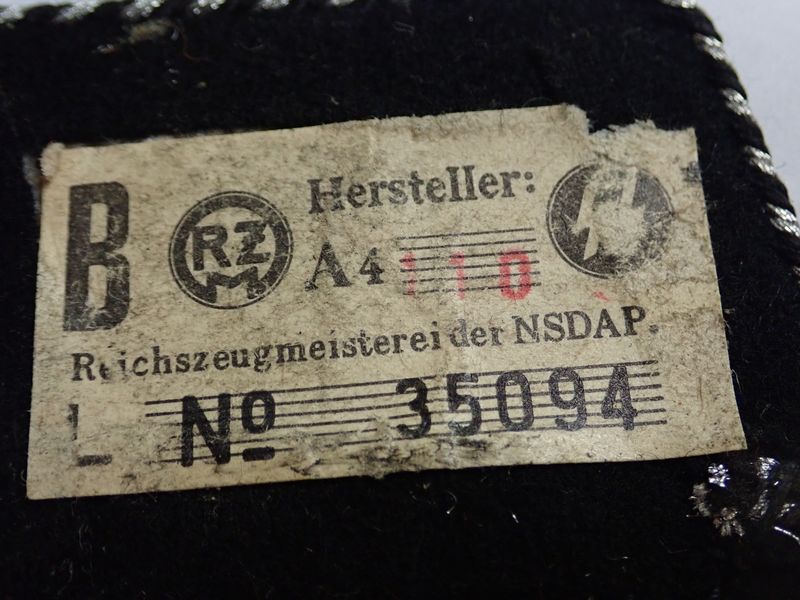 B
RZM
Hersteller:
A4 110
Reichszeugmeisterei der NSDAP.
L No 35094